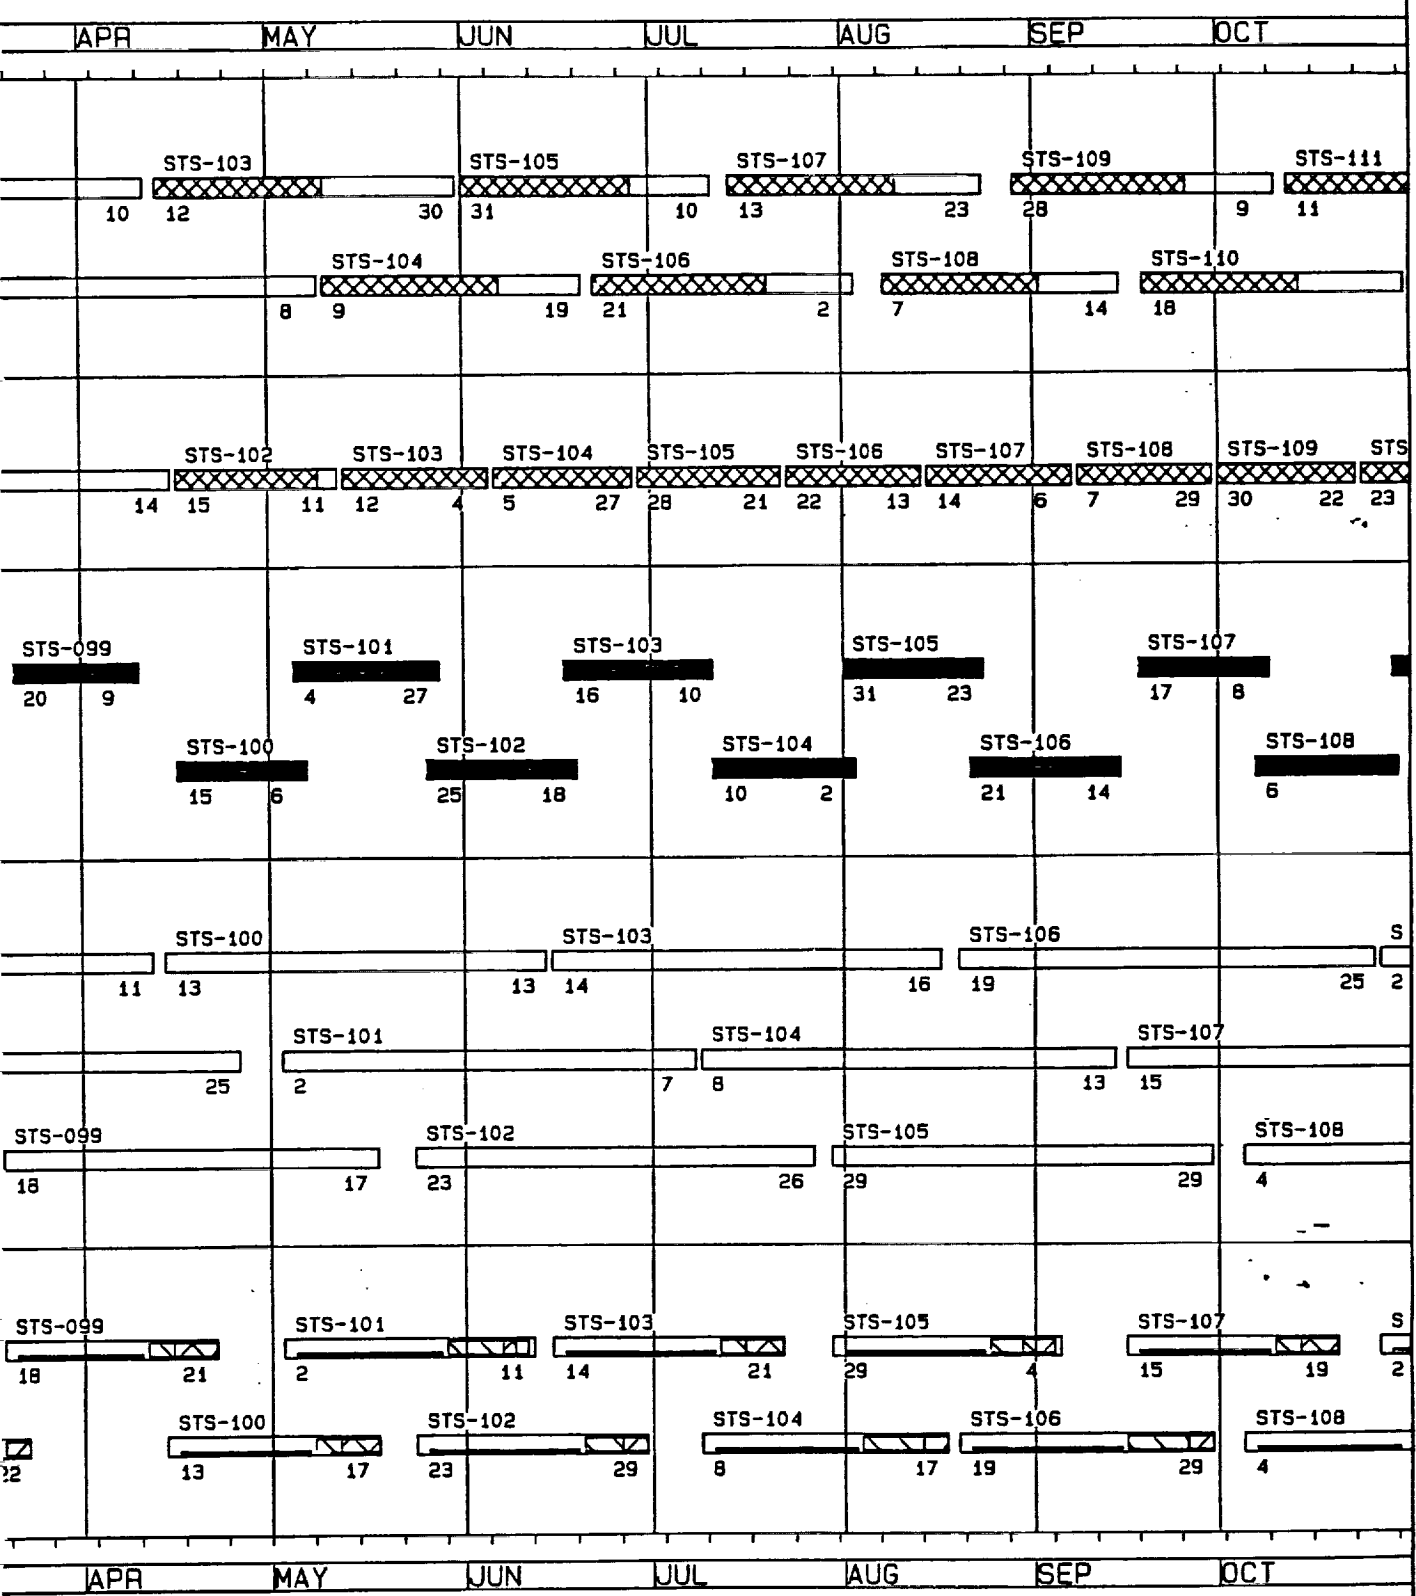 APR MAY JUN JUL AUG SEP OCT
STS-103 STS-105 STS-107 STS-109 STS-111
10 12 30 31 10 13 23 28 9 11
STS-104 STS-106 STS-108 STS-110
8 9 19 21 2 7 14 18
STS-102 STS-103 STS-104 STS-105 STS-106 STS-107 STS-108 STS-109 STS
14 15 11 12 4 5 27 28 21 22 13 14 6 7 29 30 22 23
STS-099 STS-101 STS-103 STS-105 STS-107
20 9 4 27 16 10 31 23 17 8
STS-100 STS-102 STS-104 STS-106 STS-108
15 6 25 18 10 2 21 14 6
STS-100 STS-103 STS-106 S
11 13 13 14 16 19 25 2
STS-101 STS-104 STS-107
25 2 7 8 13 15
STS-099 STS-102 STS-105 STS-108
18 17 23 26 29 29 4
STS-099 STS-101 STS-103 STS-105 STS-107 S
18 21 2 11 14 21 29 4 15 19 2
STS-100 STS-102 STS-104 STS-106 STS-108
22 13 17 23 29 8 17 19 29 4
APR MAY JUN JUL AUG SEP OCT